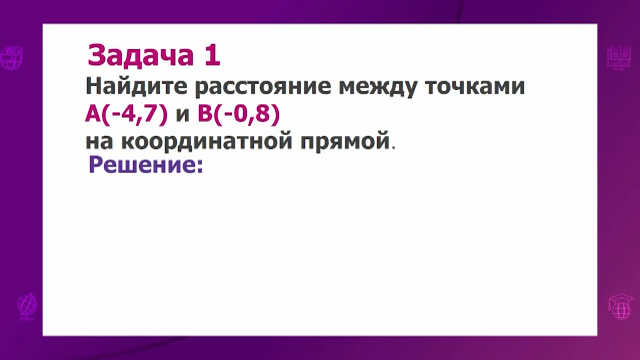 Задача 1
Найдите расстояние между точками
А(-4,7) и В(-0,8)
на координатной прямой.
Решение: